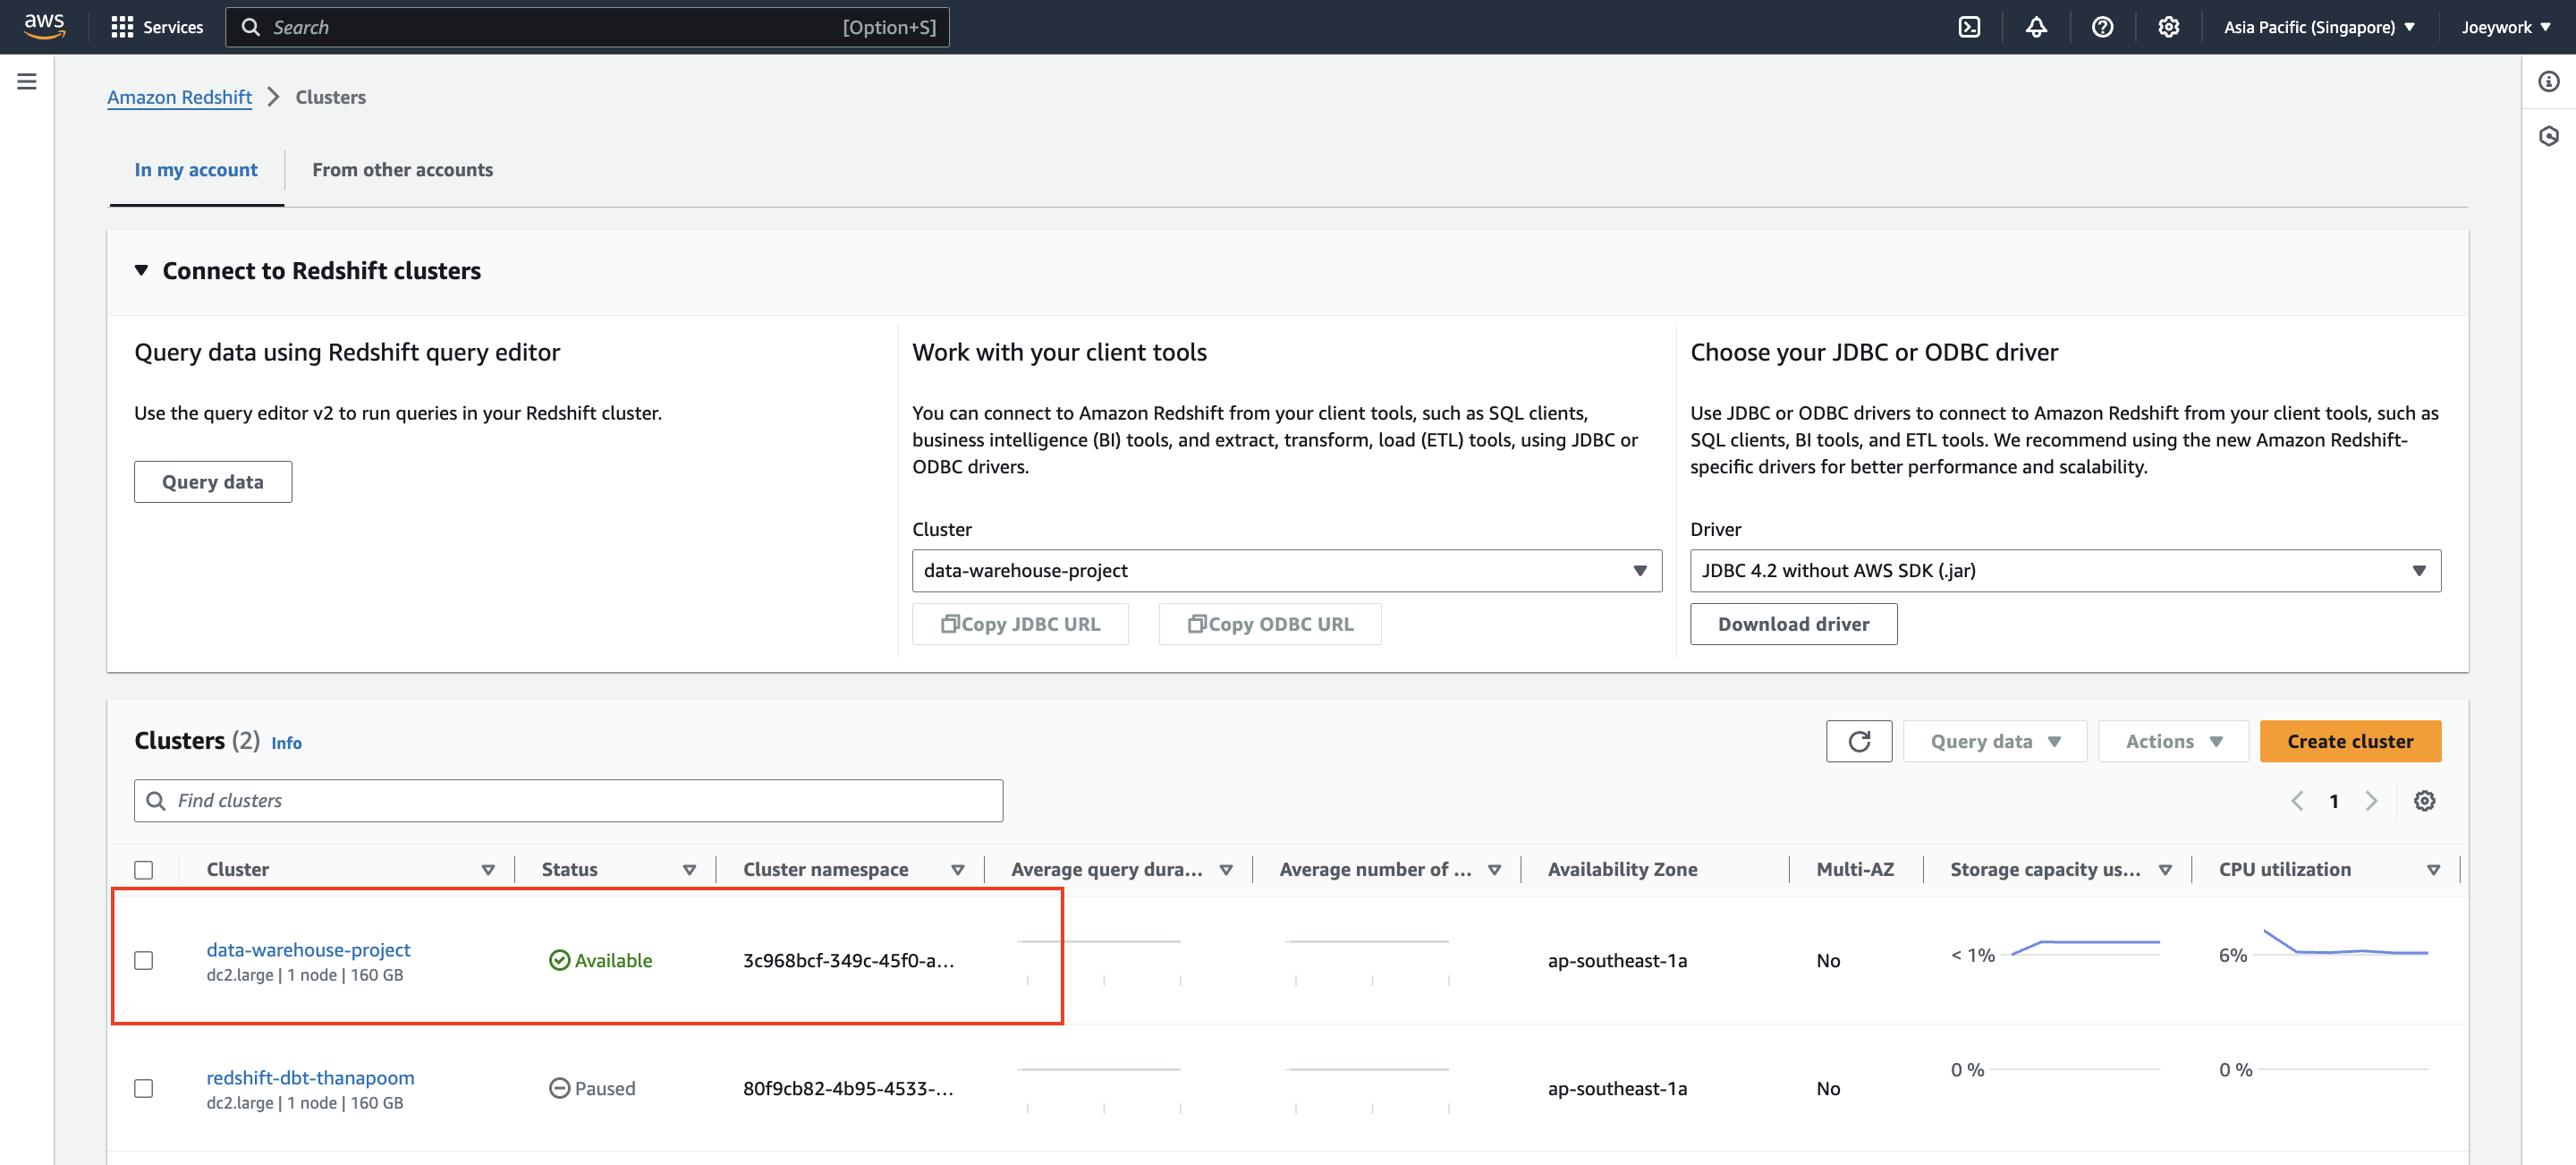 aws
Services
Search
[Option+S]
Asia Pacific (Singapore)
Joeywork
Amazon Redshift
Clusters
In my account
From other accounts
Connect to Redshift clusters
Query data using Redshift query editor
Use the query editor v2 to run queries in your Redshift cluster.
Query data
Work with your client tools
You can connect to Amazon Redshift from your client tools, such as SQL clients,
business intelligence (BI) tools, and extract, transform, load (ETL) tools, using JDBC or
ODBC drivers.
Cluster
data-warehouse-project
Copy JDBC URL
Copy ODBC URL
Choose your JDBC or ODBC driver
Use JDBC or ODBC drivers to connect to Amazon Redshift from your client tools, such as
SQL clients, BI tools, and ETL tools. We recommend using the new Amazon Redshift-
specific drivers for better performance and scalability.
Driver
JDBC 4.2 without AWS SDK (.jar)
Download driver
Clusters (2) Info
Query data
Actions
Create cluster
Find clusters
1
Cluster Status Cluster namespace Average query dura... Average number of ... Availability Zone Multi-AZ Storage capacity us... CPU utilization
data-warehouse-project
dc2.large | 1 node | 160 GB
Available
3c968bcf-349c-45f0-a...
ap-southeast-1a
No
< 1%
6%
redshift-dbt-thanapoom
dc2.large | 1 node | 160 GB
Paused
80f9cb82-4b95-4533-...
ap-southeast-1a
No
0 %
0 %